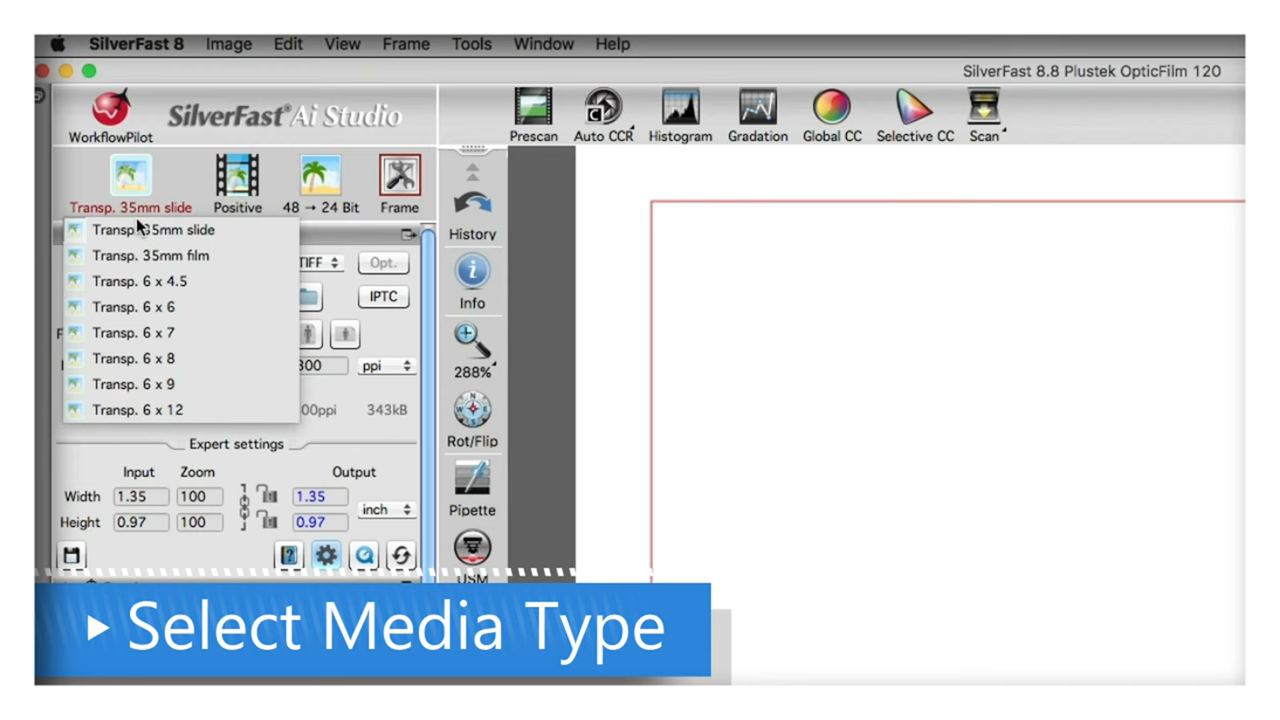 SilverFast 8 Image Edit View Frame Tools Window Help
SilverFast 8.8 Plustek OpticFilm 120
WorkflowPilot
SilverFast® Ai Studio
Prescan Auto CCR Histogram Gradation Global CC Selective CC Scan
Transp. 35mm slide Positive 48 → 24 Bit Frame
Transp. 35mm slide
Transp. 35mm film
Transp. 6 x 4.5
Transp. 6 x 6
Transp. 6 x 7
Transp. 6 x 8
Transp. 6 x 9
Transp. 6 x 12
TIFF Opt.
IPTC
300 ppi
00ppi 343kB
Expert settings
Input Zoom Output
Width 1.35 100 1.35
inch
Height 0.97 100 0.97
History
Info
288%
Rot/Flip
Pipette
USM
▸ Select Media Type